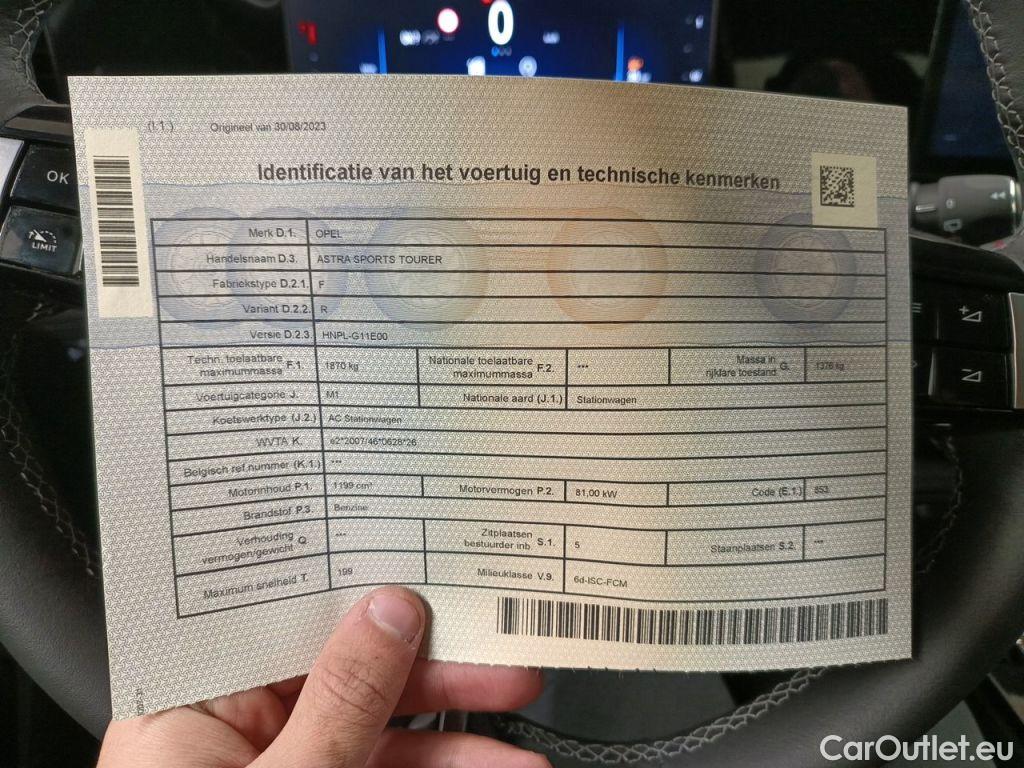 (I.1.) Origineel van 30/08/2023
Identificatie van het voertuig en technische kenmerken
Merk D.1. OPEL
Handelsnaam D.3. ASTRA SPORTS TOURER
Fabriekstype D.2.1. F
Variant D.2.2. R
Versie D.2.3. HNPL-G11E00
Techn. toelaatbare maximummassa F.1. 1870 kg Nationale toelaatbare maximummassa F.2. *** Massa in rijklare toestand G. 1376 kg
Voertuigcategorie J. M1 Nationale aard (J.1.) Stationwagen
Koetswerktype (J.2.) AC Stationwagen
WVTA K. e2*2007/46*0628*26
Belgisch ref.nummer (K.1.) ***
Motorinhoud P.1. 1199 cm³ Motorvermogen P.2. 81,00 kW Code (E.1.) 853
Brandstof P.3. Benzine
Verhouding vermogen/gewicht Q. *** Zitplaatsen bestuurder inb. S.1. 5 Staanplaatsen S.2. ***
Maximum snelheid T. 199 Milieuklasse V.9. 6d-ISC-FCM
OK
LIMIT
0
CarOutlet.eu